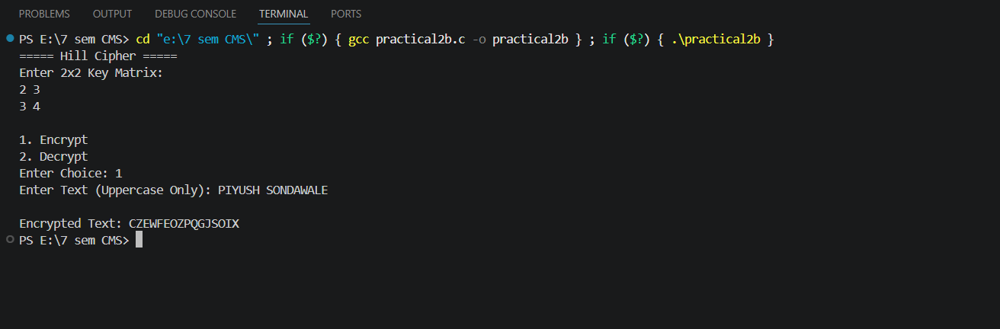 PROBLEMS OUTPUT DEBUG CONSOLE TERMINAL PORTS
PS E:\7 sem CMS> cd "e:\7 sem CMS\" ; if ($?) { gcc practical2b.c -o practical2b } ; if ($?) { .\practical2b }
===== Hill Cipher =====
Enter 2x2 Key Matrix:
2 3
3 4
1. Encrypt
2. Decrypt
Enter Choice: 1
Enter Text (Uppercase Only): PIYUSH SONDAWALE
Encrypted Text: CZEWFEOZPQGJSOIX
PS E:\7 sem CMS>